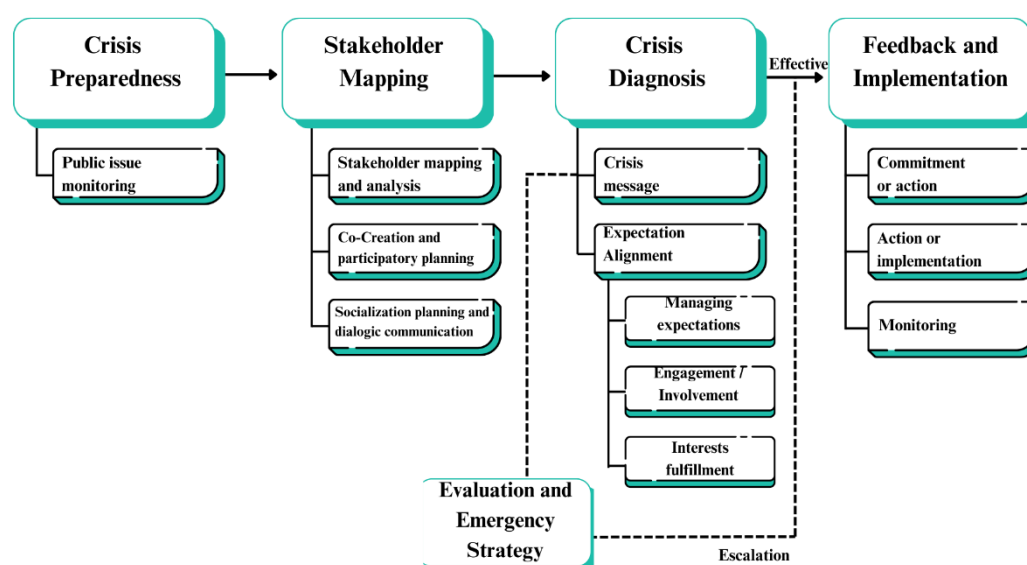 Crisis
Preparedness
Public issue
monitoring
Stakeholder
Mapping
Stakeholder mapping
and analysis
Co-Creation and
participatory planning
Socialization planning and
dialogic communication
Crisis
Diagnosis
Crisis
message
Expectation
Alignment
Managing
expectations
Engagement /
Involvement
Interests
fulfillment
Effective
Feedback and
Implementation
Commitment
or action
Action or
implementation
Monitoring
Evaluation and
Emergency
Strategy
Escalation